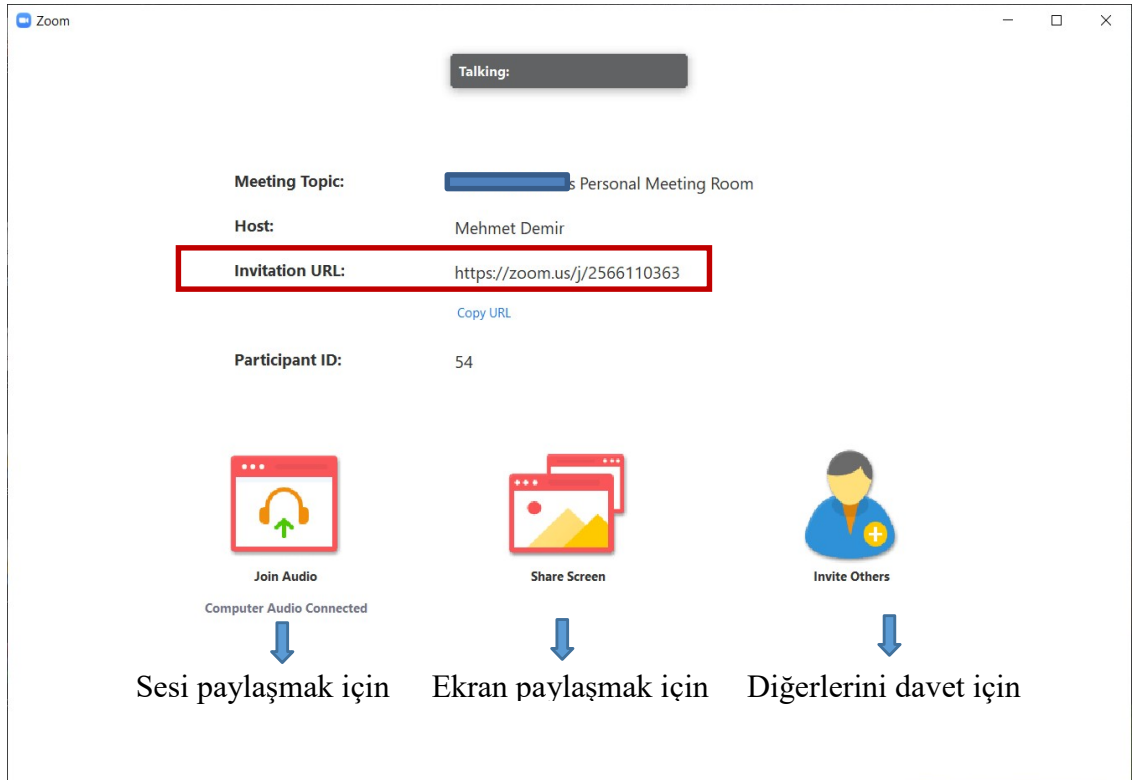 Zoom
Talking:
Meeting Topic: s Personal Meeting Room
Host: Mehmet Demir
Invitation URL: https://zoom.us/j/2566110363
Copy URL
Participant ID: 54
Join Audio Share Screen Invite Others
Computer Audio Connected
Sesi paylaşmak için Ekran paylaşmak için Diğerlerini davet için